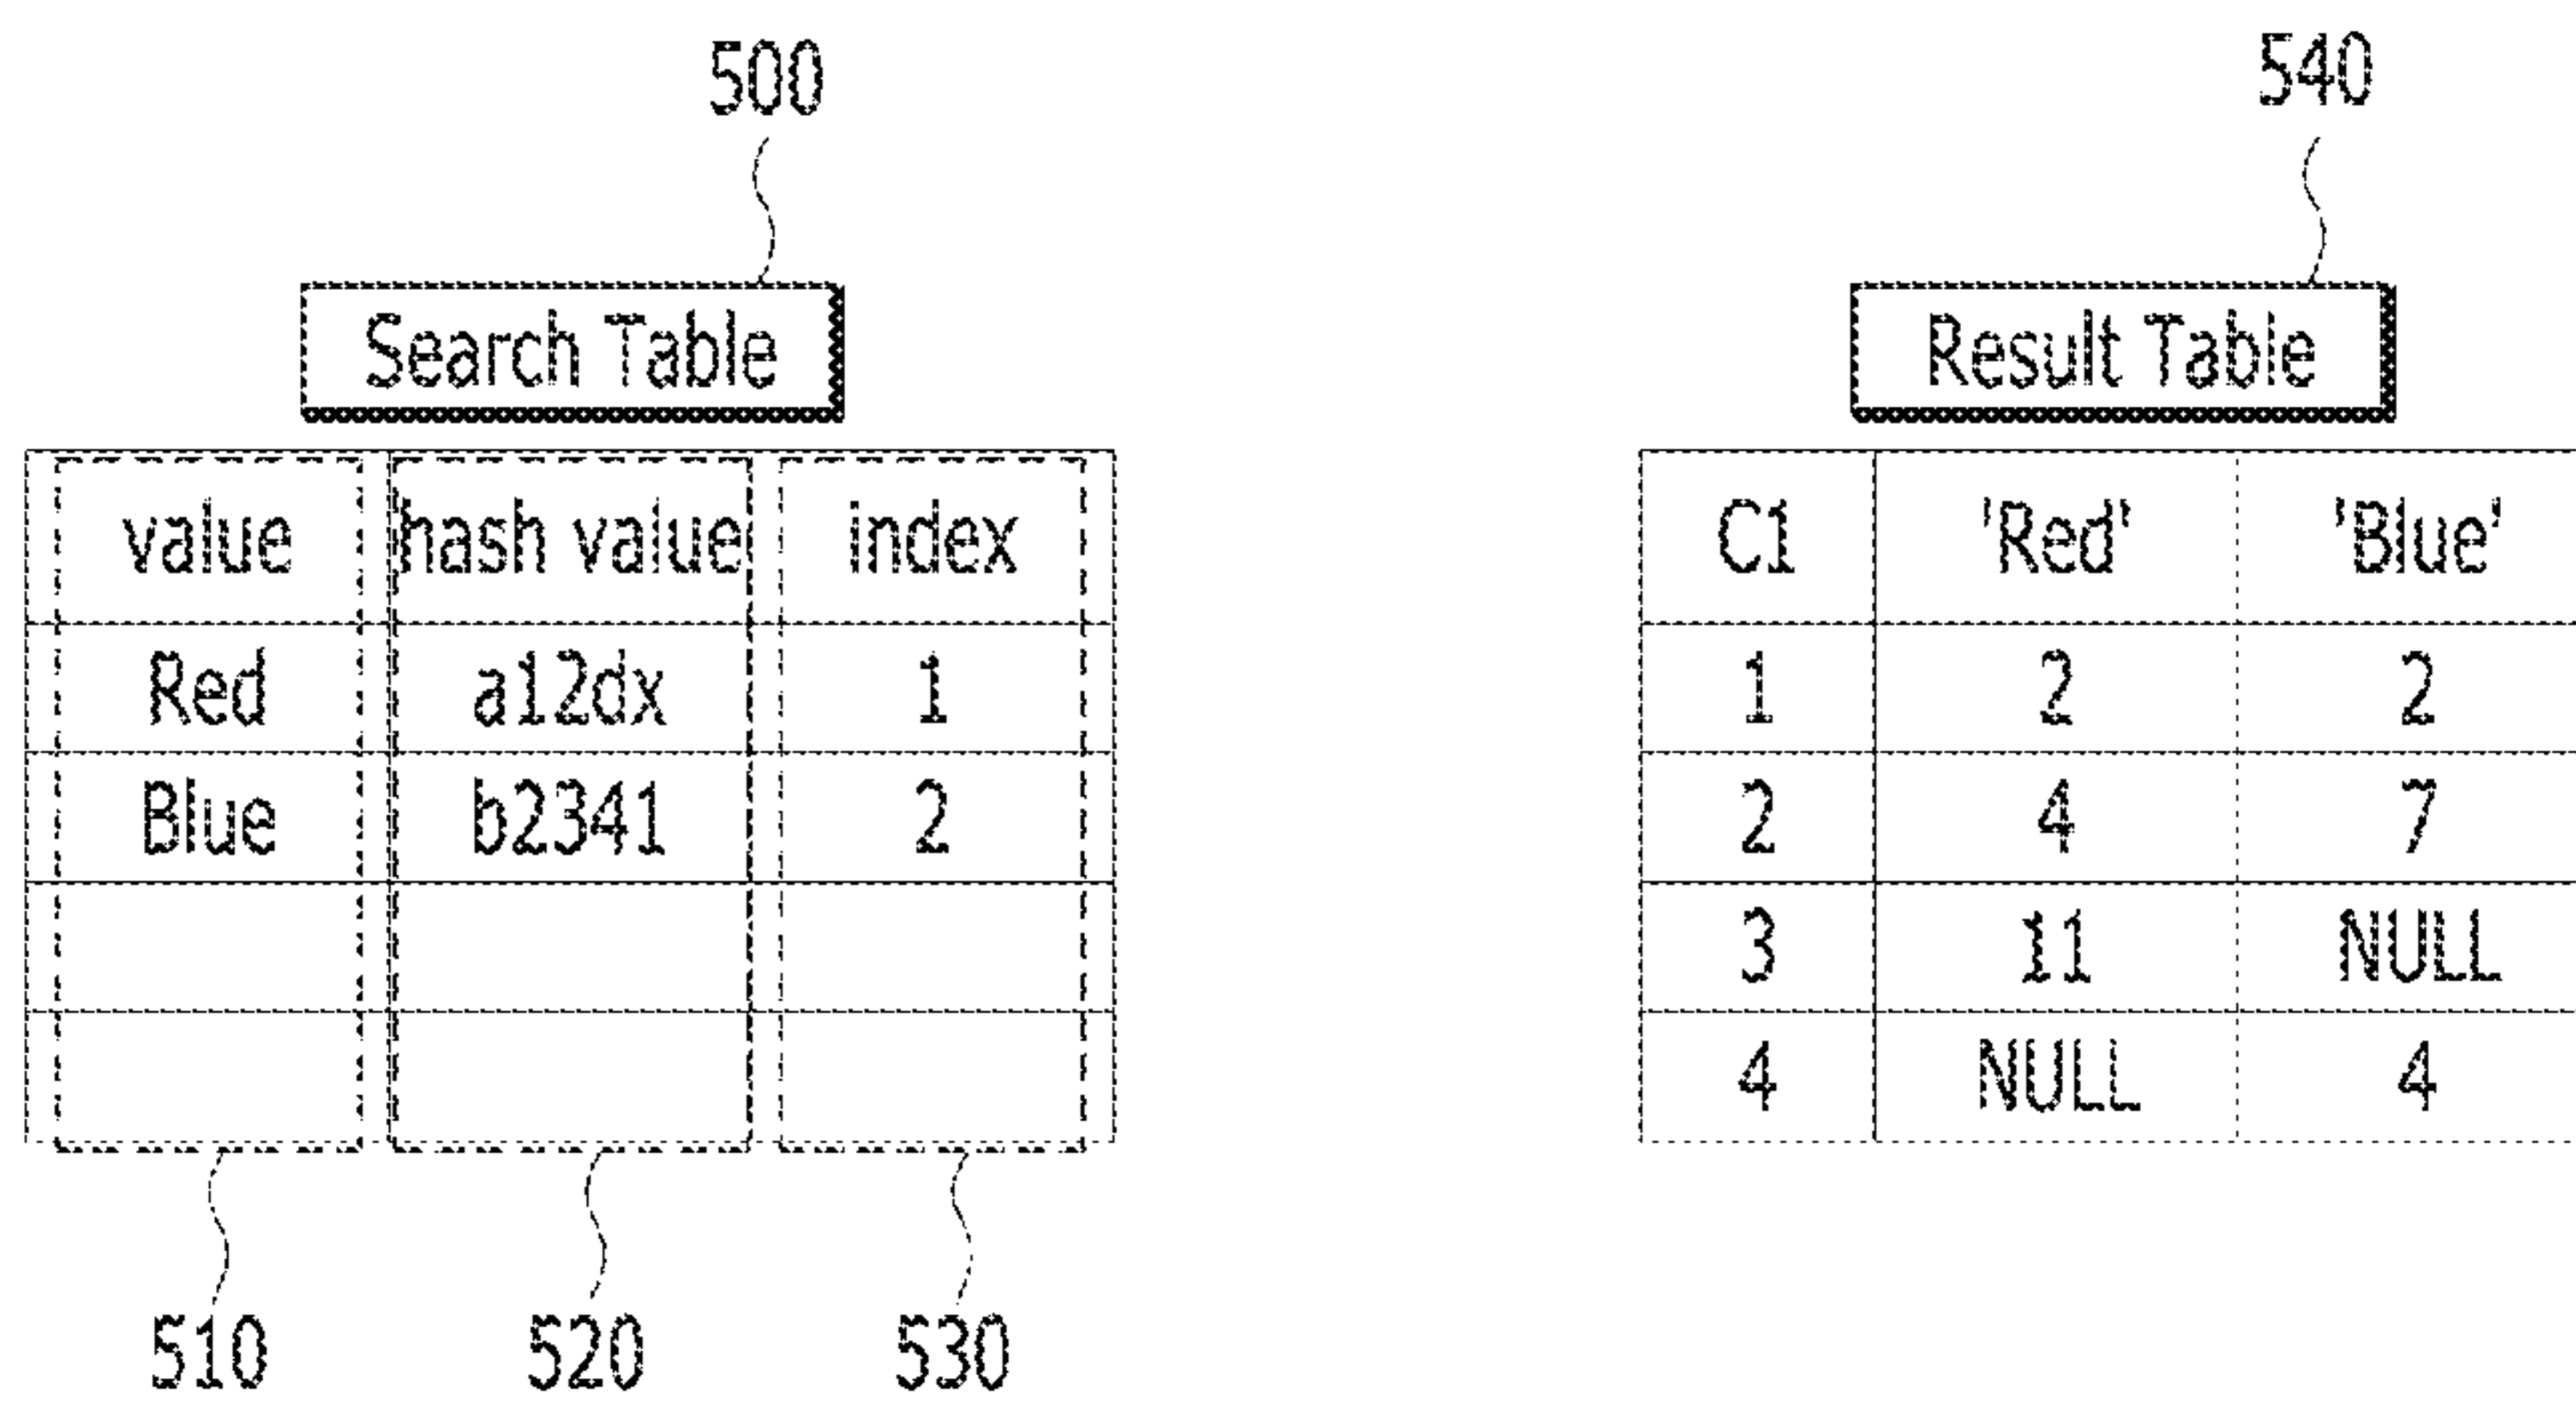 500
Search Table
value hash value index
Red a12dx 1
Blue b2341 2
510 520 530
540
Result Table
C1 'Red' 'Blue'
1 2 2
2 4 7
3 11 NULL
4 NULL 4